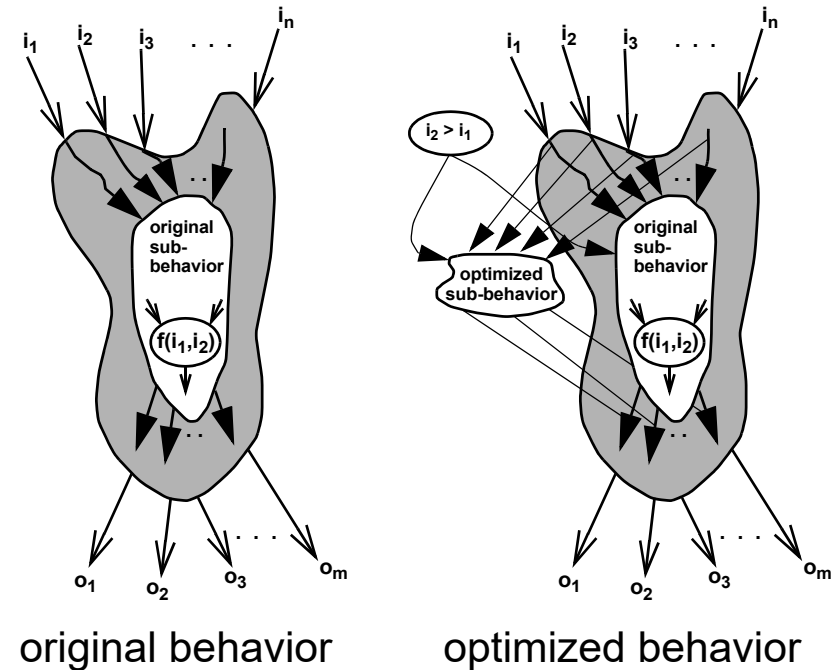 i1 i2 i3 . . . in
original
sub-
behavior
f(i1,i2)
. .
. .
o1 o2 o3 . . . . om
original behavior
i1 i2 i3 . . . in
i2 > i1
. .
original
sub-
behavior
optimized
sub-behavior
f(i1,i2)
. .
o1 o2 o3 . . . . om
optimized behavior